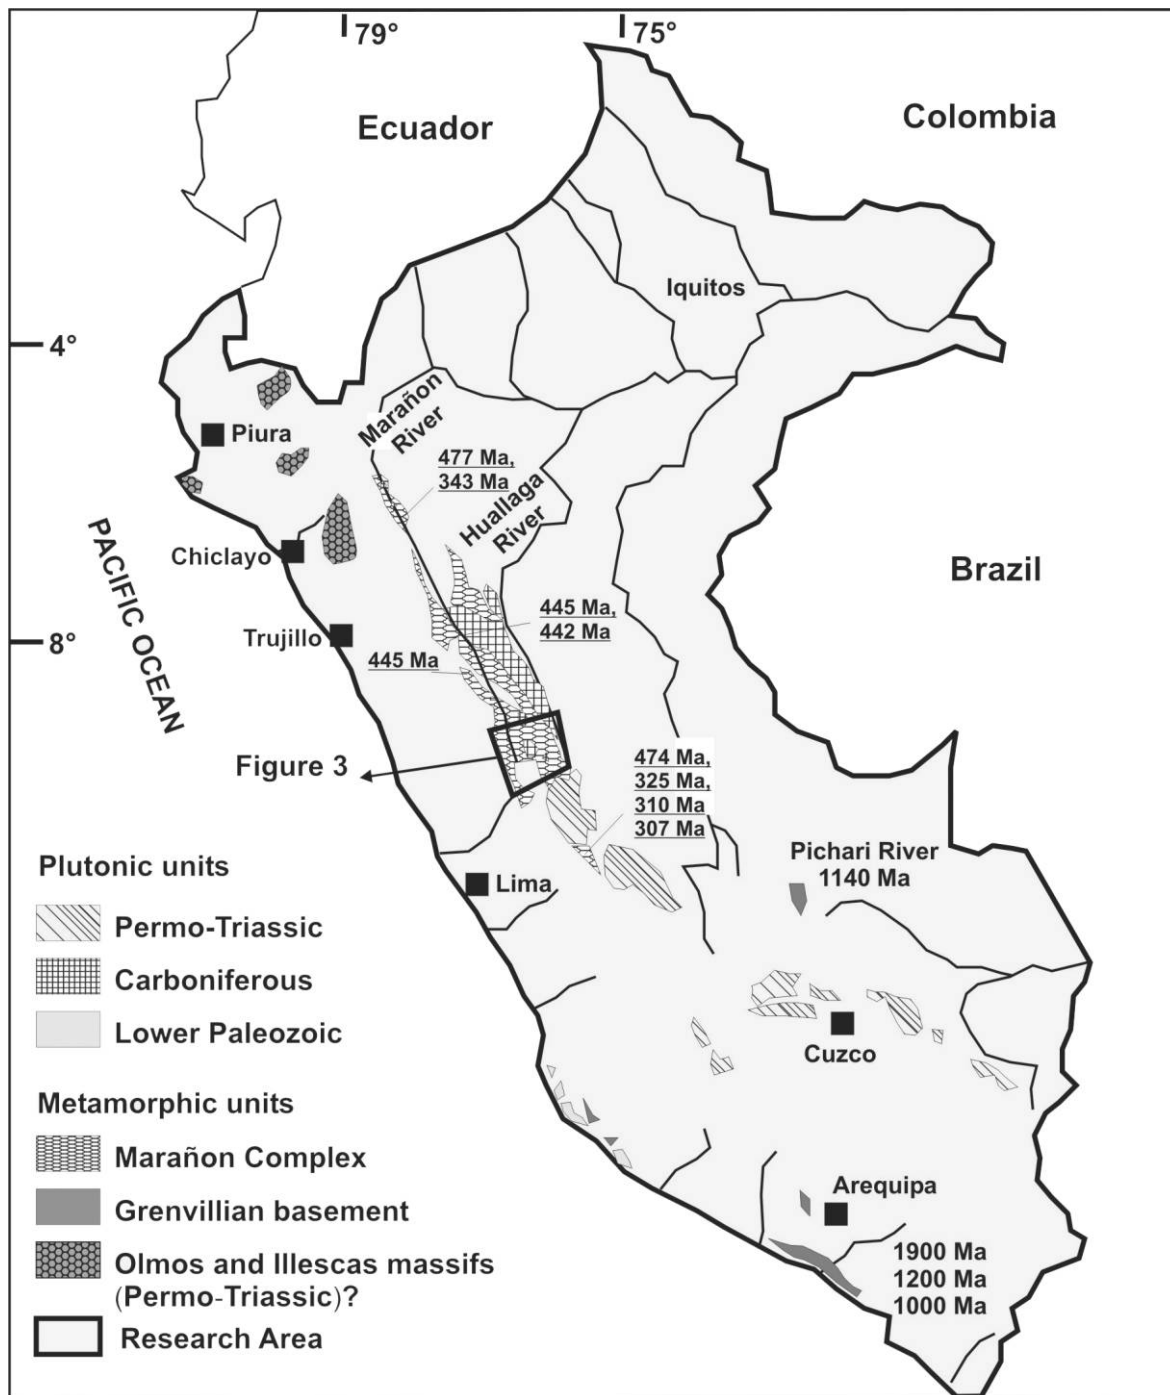 79°
75°
Ecuador
Colombia
Iquitos
4°
Marañon
River
Piura
477 Ma,
343 Ma
Huallaga
River
PACIFIC OCEAN
Chiclayo
Brazil
445 Ma,
442 Ma
8°
Trujillo
445 Ma
Figure 3
474 Ma,
325 Ma,
310 Ma
307 Ma
Pichari River
1140 Ma
Lima
Cuzco
Arequipa
1900 Ma
1200 Ma
1000 Ma
Plutonic units
Permo-Triassic
Carboniferous
Lower Paleozoic
Metamorphic units
Marañon Complex
Grenvillian basement
Olmos and Illescas massifs
(Permo-Triassic)?
Research Area